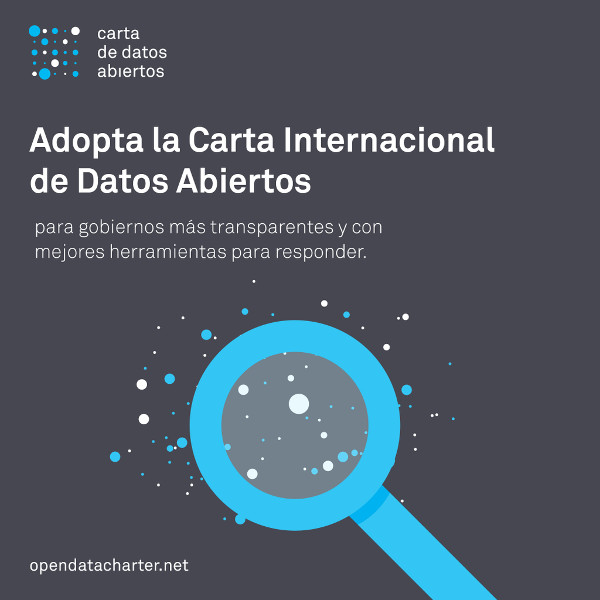 carta
de datos
abiertos
Adopta la Carta Internacional
de Datos Abiertos
para gobiernos más transparentes y con
mejores herramientas para responder.
opendatacharter.net